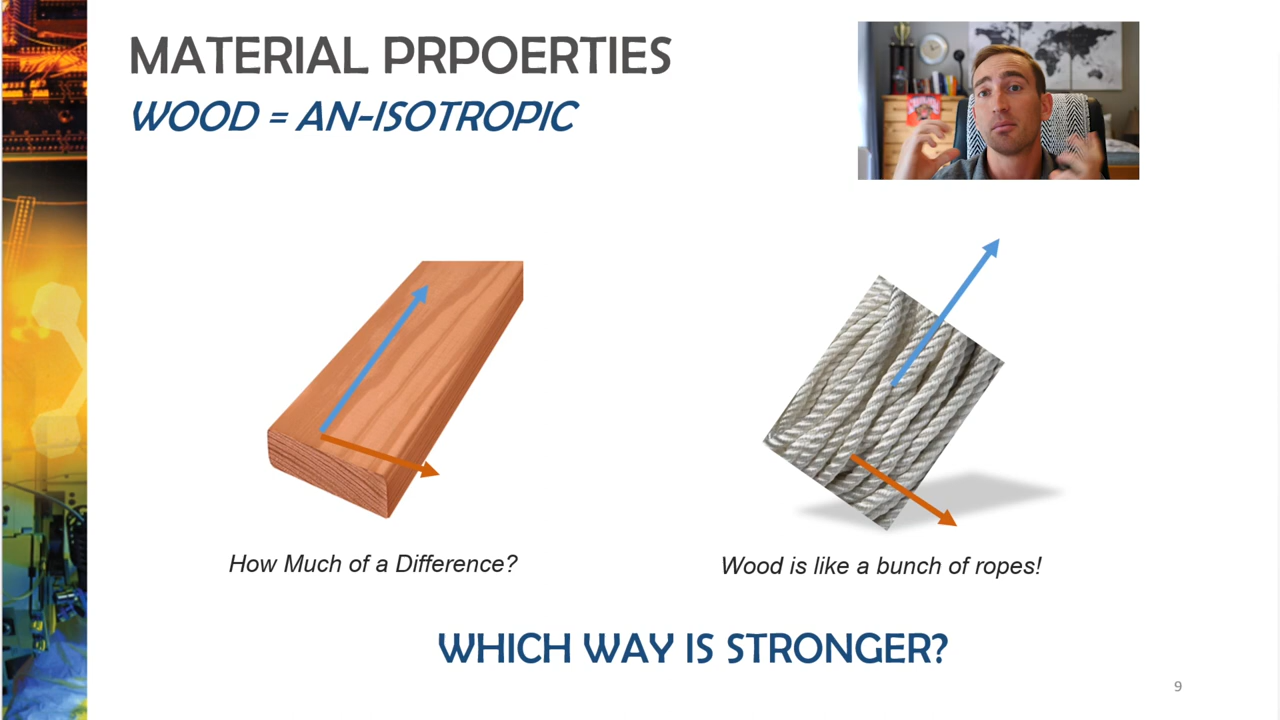 MATERIAL PRPOERTIES
WOOD = AN-ISOTROPIC
How Much of a Difference?
Wood is like a bunch of ropes!
WHICH WAY IS STRONGER?
9